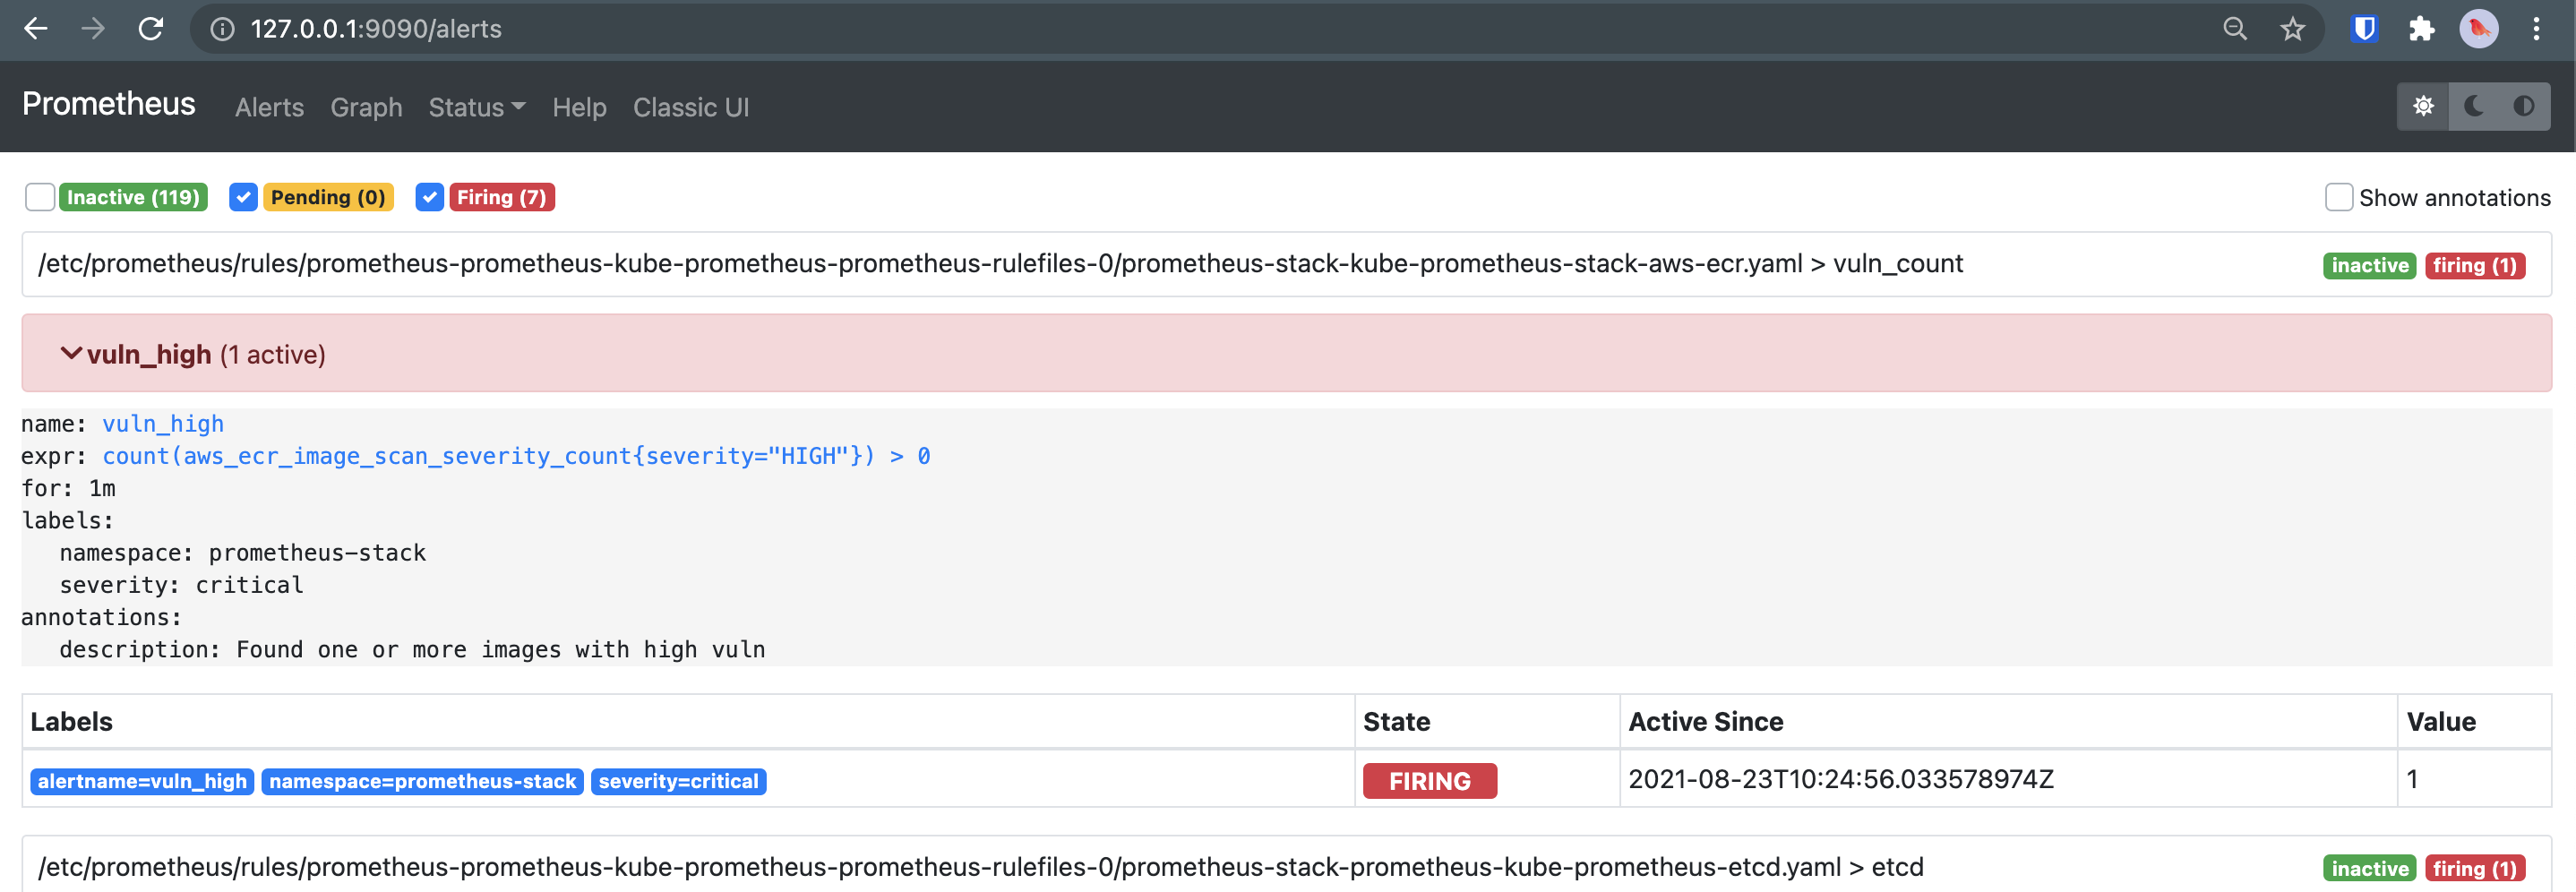 127.0.0.1:9090/alerts
Prometheus Alerts Graph Status Help Classic UI
Inactive (119) Pending (0) Firing (7) Show annotations
/etc/prometheus/rules/prometheus-prometheus-kube-prometheus-prometheus-rulefiles-0/prometheus-stack-kube-prometheus-stack-aws-ecr.yaml > vuln_count inactive firing (1)
vuln_high (1 active)
name: vuln_high
expr: count(aws_ecr_image_scan_severity_count{severity="HIGH"}) > 0
for: 1m
labels:
namespace: prometheus-stack
severity: critical
annotations:
description: Found one or more images with high vuln
Labels State Active Since Value
alertname=vuln_high namespace=prometheus-stack severity=critical FIRING 2021-08-23T10:24:56.033578974Z 1
/etc/prometheus/rules/prometheus-prometheus-kube-prometheus-prometheus-rulefiles-0/prometheus-stack-prometheus-kube-prometheus-etcd.yaml > etcd inactive firing (1)